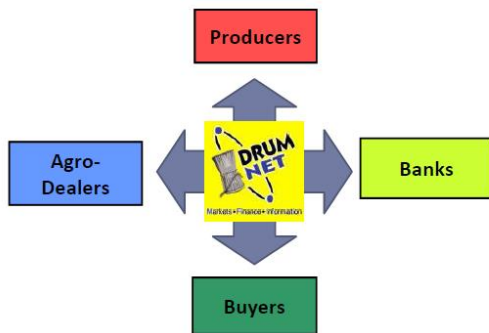 Producers
Agro-
Dealers
DRUM
NET
Markets•Finance•Information
Banks
Buyers